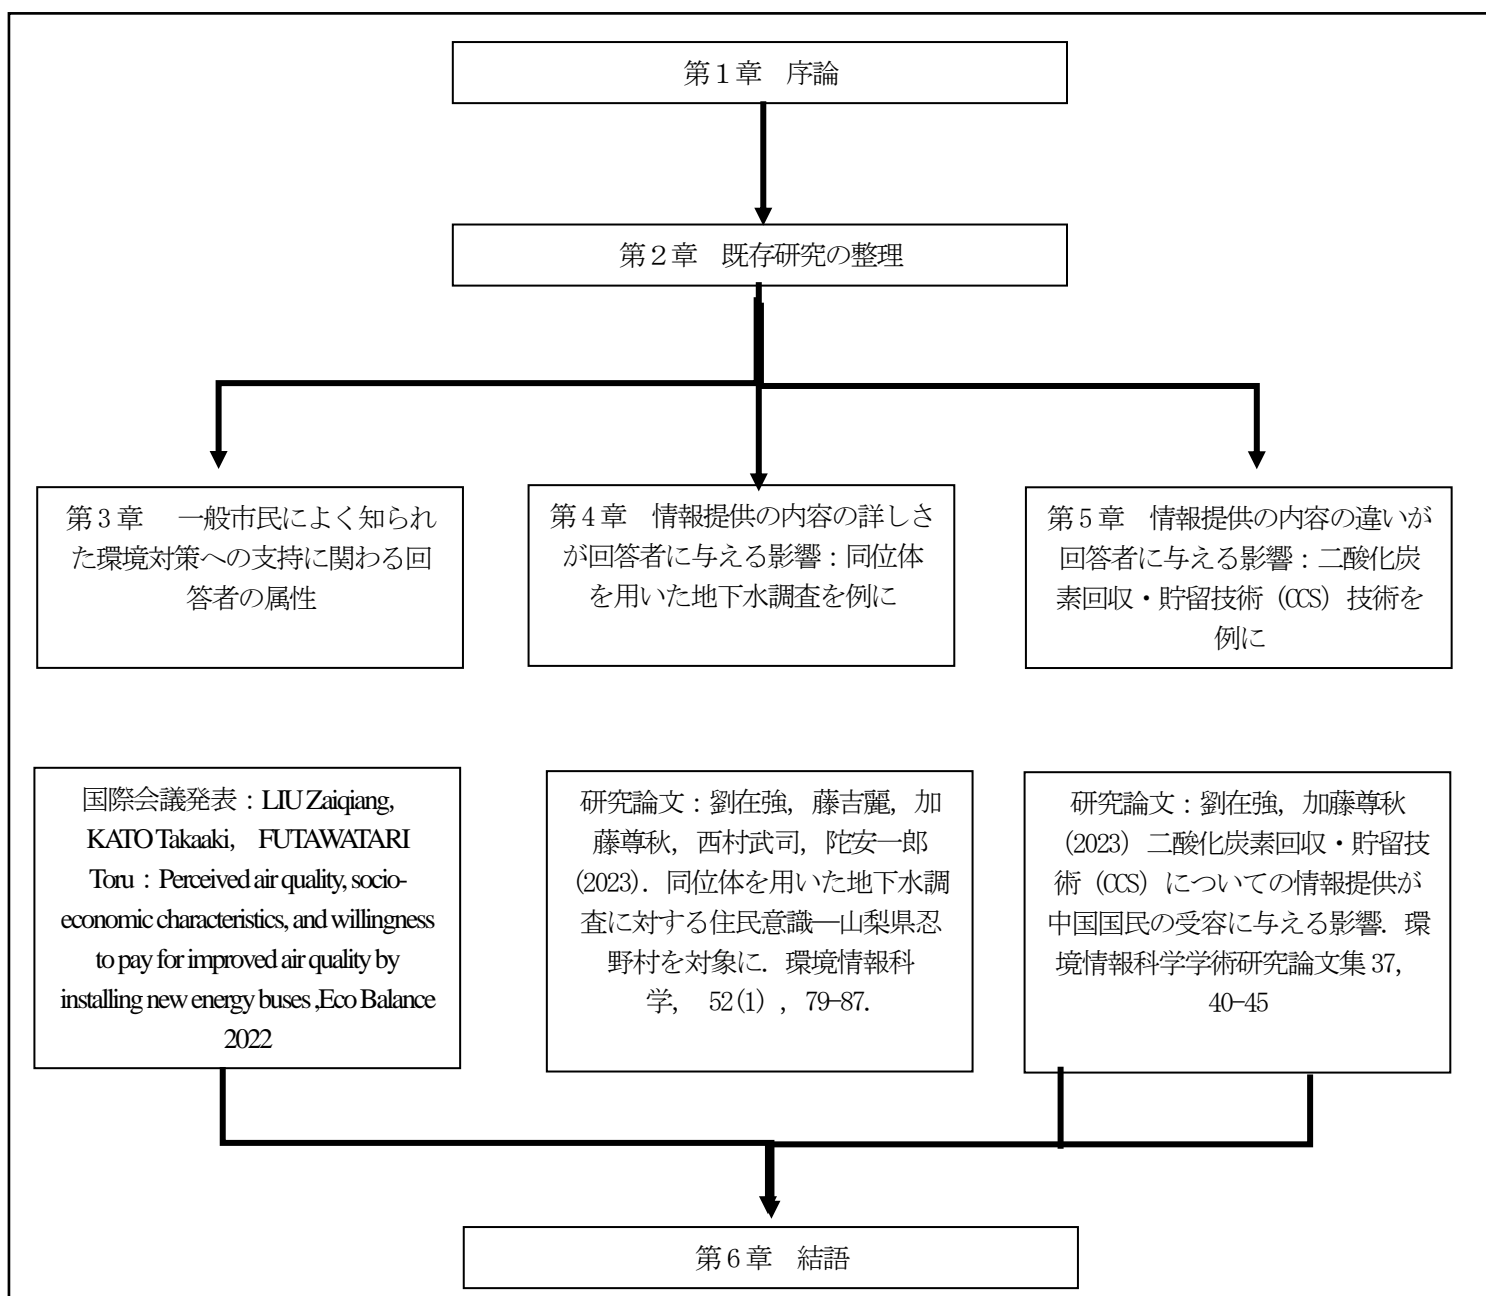 第1章　序論
第2章　既存研究の整理
第3章　一般市民によく知られ
た環境対策への支持に関わる回
答者の属性
第4章　情報提供の内容の詳しさ
が回答者に与える影響：同位体
を用いた地下水調査を例に
第5章　情報提供の内容の違いが
回答者に与える影響：二酸化炭
素回収・貯留技術（CCS）技術を
例に
国際会議発表：LIU Zaiqiang,
KATO Takaaki,　FUTAWATARI
Toru：Perceived air quality, socio-
economic characteristics, and willingness
to pay for improved air quality by
installing new energy buses ,Eco Balance
2022
研究論文：劉在強，藤吉麗，加
藤尊秋，西村武司，陀安一郎
(2023)．同位体を用いた地下水調
査に対する住民意識―山梨県忍
野村を対象に．環境情報科
学，　52(1)，79-87.
研究論文：劉在強，加藤尊秋
（2023）二酸化炭素回収・貯留技
術（CCS）についての情報提供が
中国国民の受容に与える影響．環
境情報科学学術研究論文集 37，
40-45
第6章　結語